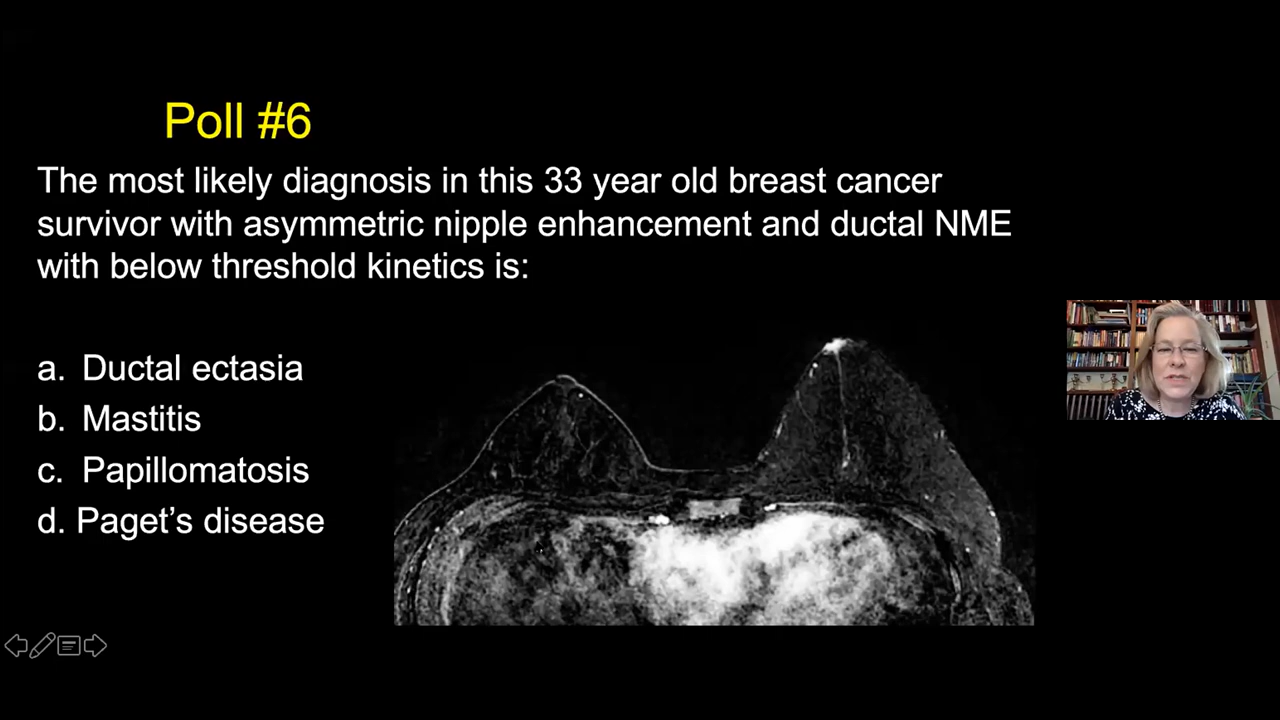 Poll #6
The most likely diagnosis in this 33 year old breast cancer
survivor with asymmetric nipple enhancement and ductal NME
with below threshold kinetics is:
a. Ductal ectasia
b. Mastitis
c. Papillomatosis
d. Paget's disease